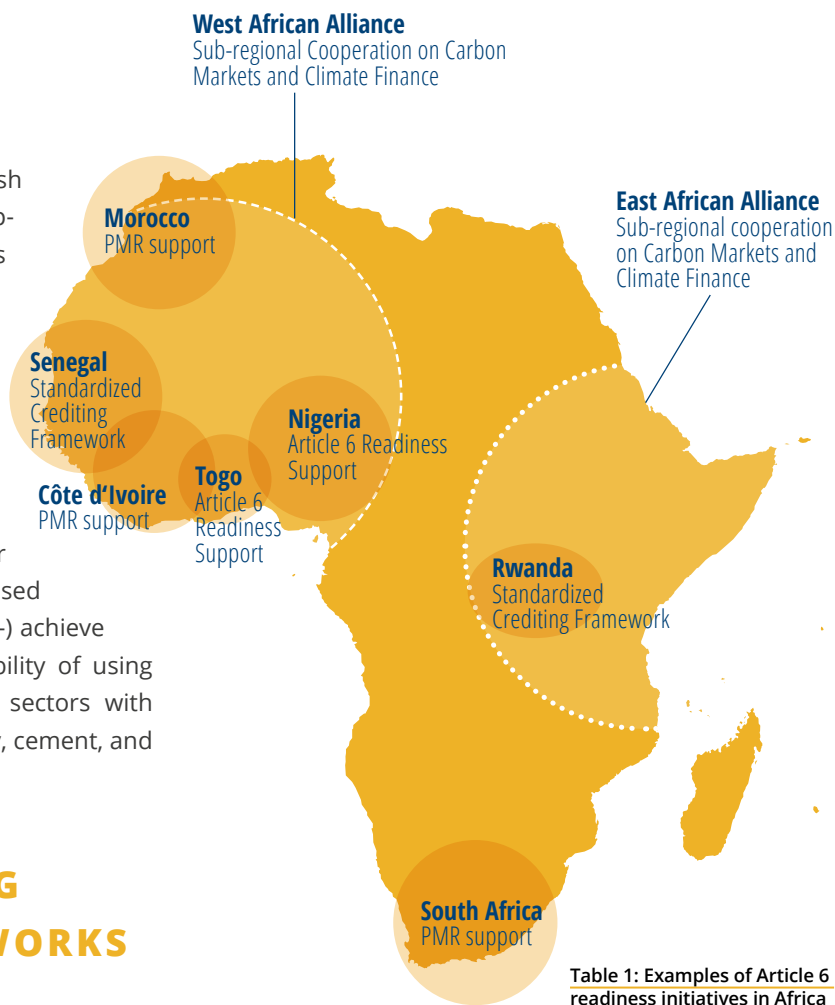 West African Alliance
Sub-regional Cooperation on Carbon
Markets and Climate Finance
East African Alliance
Sub-regional cooperation
on Carbon Markets and
Climate Finance
Morocco
PMR support
Senegal
Standardized
Crediting
Framework
Nigeria
Article 6 Readiness
Support
Côte d‘Ivoire
PMR support
Togo
Article 6
Readiness
Support
Rwanda
Standardized
Crediting Framework
South Africa
PMR support
-) achieve
using
sectors with
, cement, and
G
WORKS
Table 1: Examples of Article 6
readiness initiatives in Africa